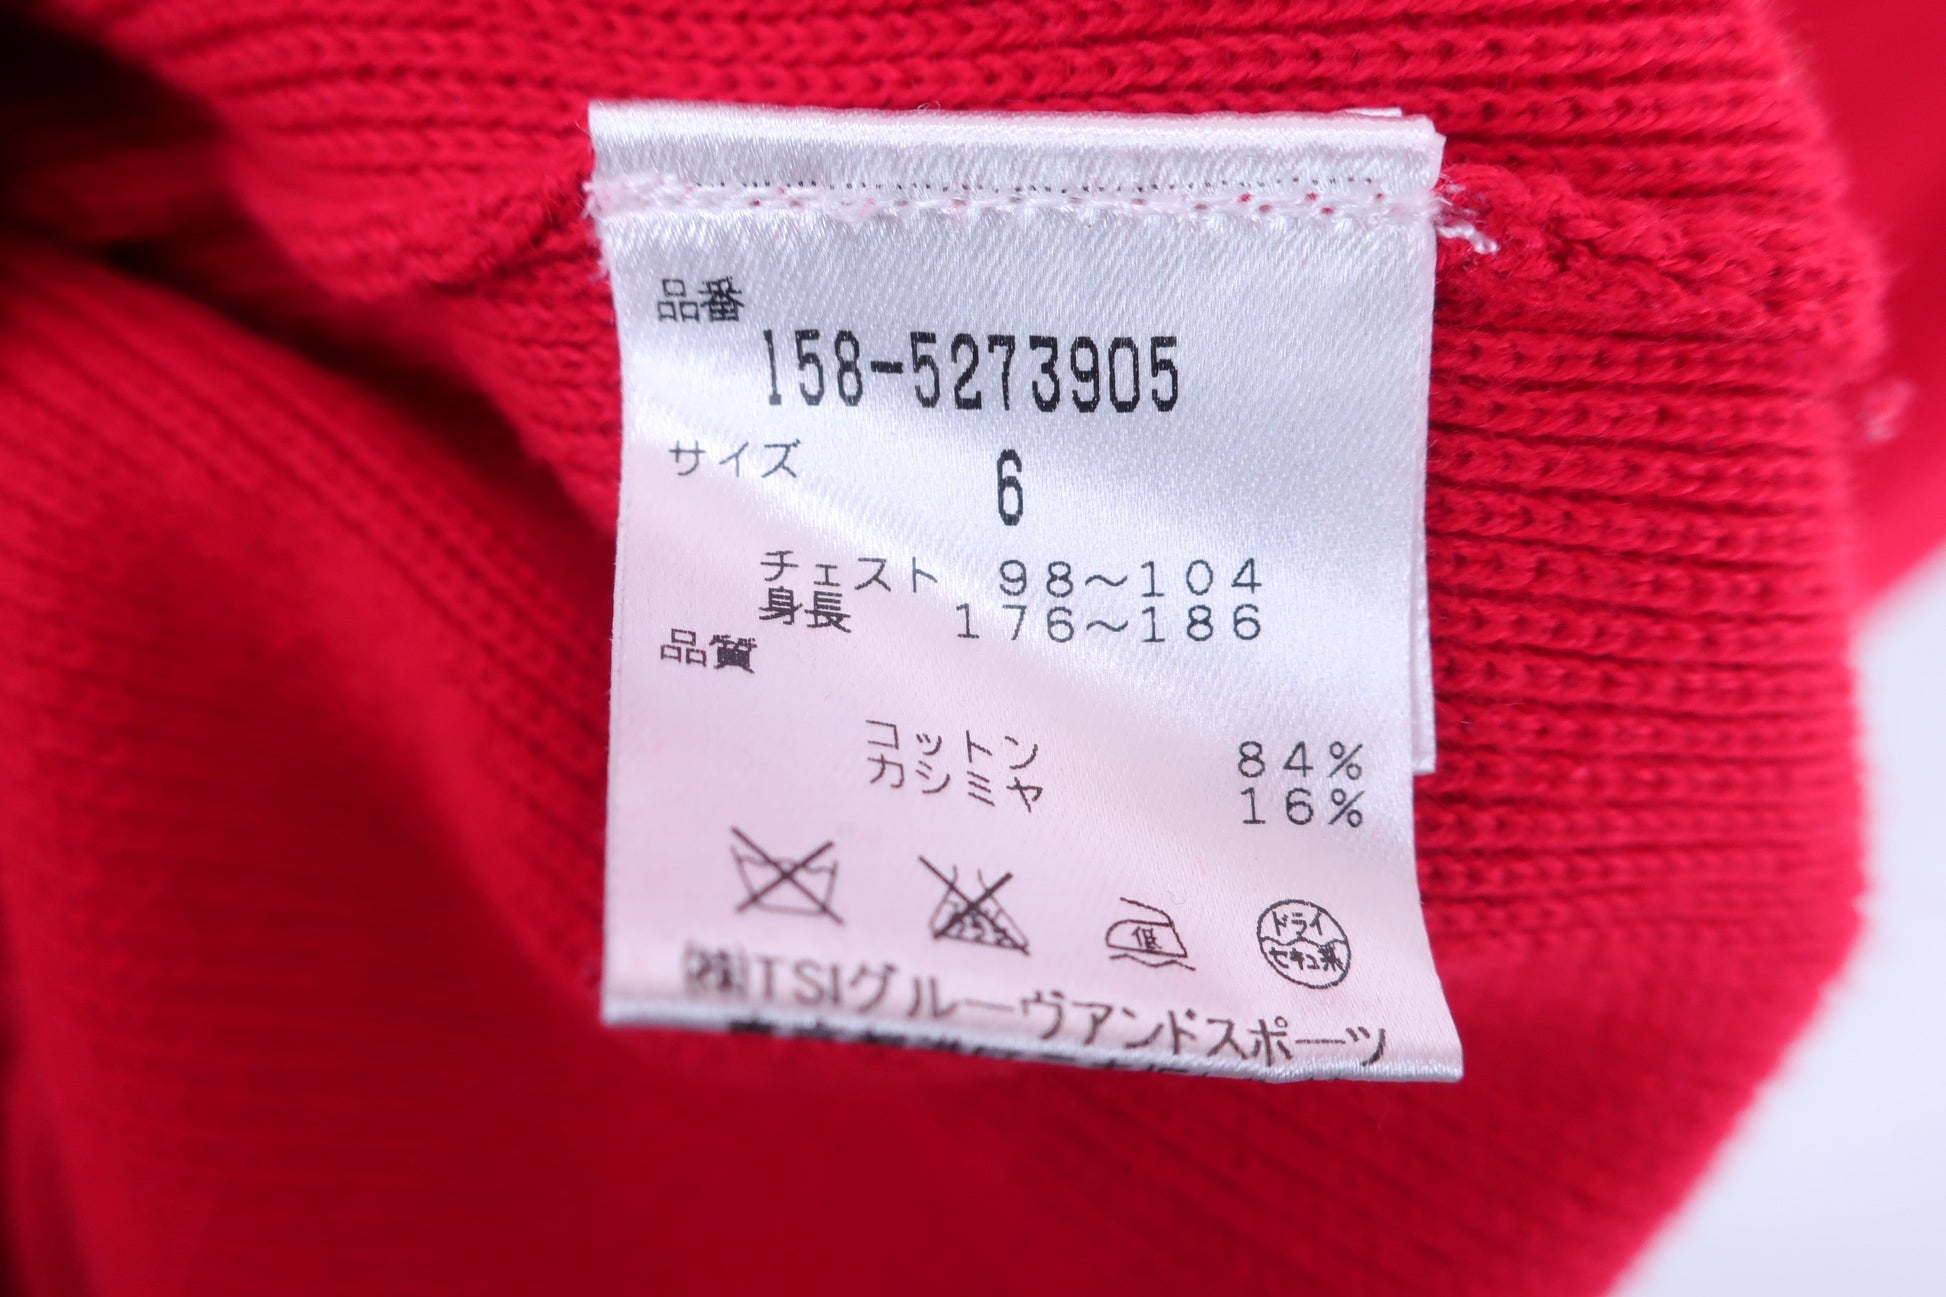 品番
158-5273905
サイズ 6
チェスト 98～104
身長 176～186
品質
コットン 84%
カシミヤ 16%
低
ドライ
セキユ系
㈱TSIグルーヴアンドスポーツ